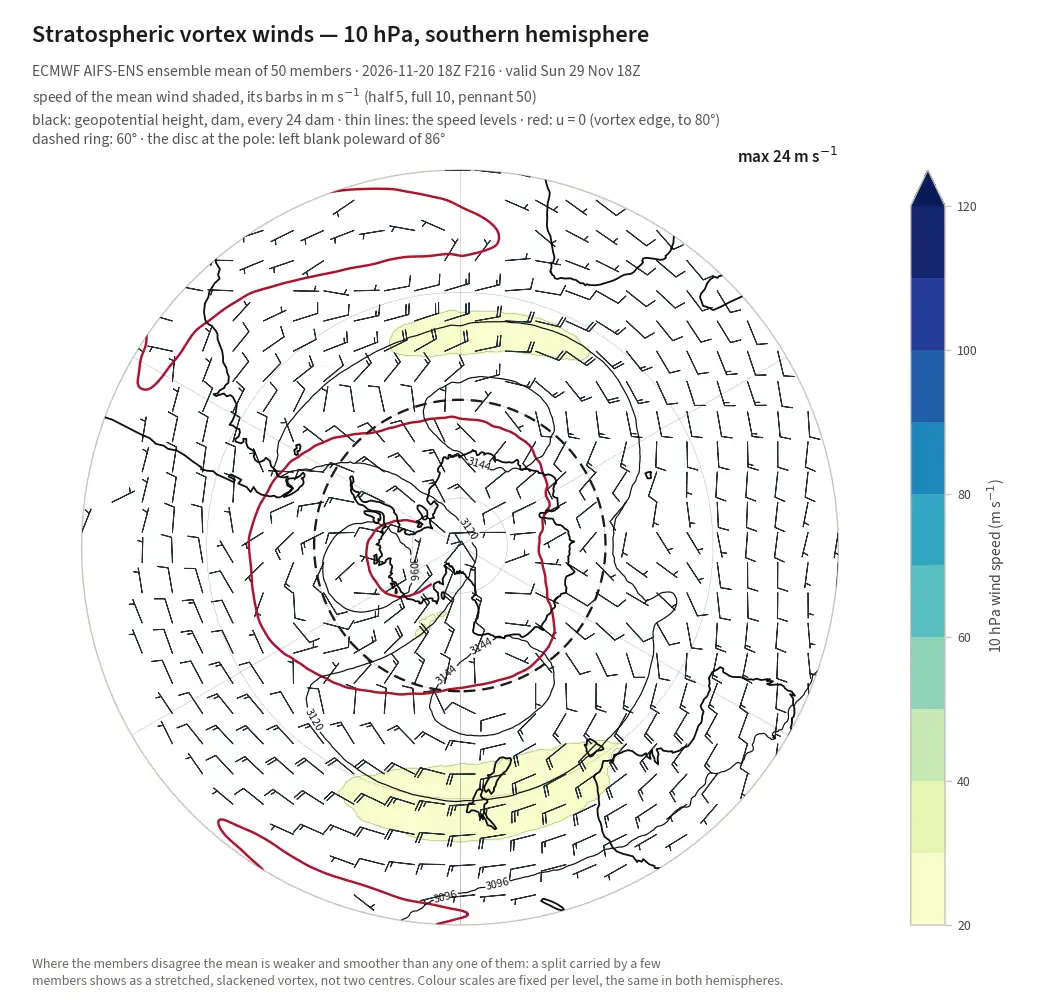 Stratospheric vortex winds — 10 hPa, southern hemisphere
ECMWF AIFS-ENS ensemble mean of 50 members · 2026-11-20 18Z F216 · valid Sun 29 Nov 18Z
speed of the mean wind shaded, its barbs in m s⁻¹ (half 5, full 10, pennant 50)
black: geopotential height, dam, every 24 dam · thin lines: the speed levels · red: u = 0 (vortex edge, to 80°)
dashed ring: 60° · the disc at the pole: left blank poleward of 86°
max 24 m s⁻¹
120
100
80
60
40
20
10 hPa wind speed (m s⁻¹)
3144
3120
3096
3144
3144
3120
3096
3096
Where the members disagree the mean is weaker and smoother than any one of them: a split carried by a few
members shows as a stretched, slackened vortex, not two centres. Colour scales are fixed per level, the same in both hemispheres.